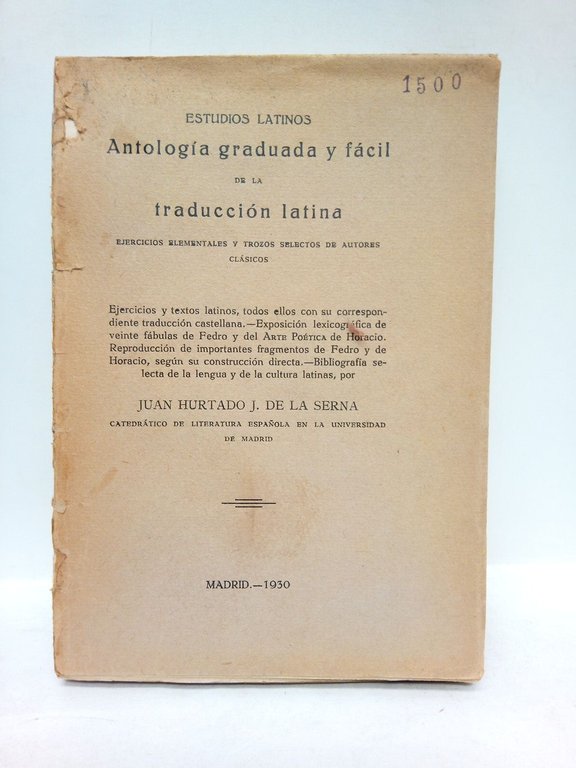 1500
ESTUDIOS LATINOS
Antología graduada y fácil
DE LA
traducción latina
EJERCICIOS ELEMENTALES Y TROZOS SELECTOS DE AUTORES
CLÁSICOS
Ejercicios y textos latinos, todos ellos con su correspon-
diente traducción castellana.—Exposición lexicográfica de
veinte fábulas de Fedro y del ARTE POÉTICA de Horacio.
Reproducción de importantes fragmentos de Fedro y de
Horacio, según su construcción directa.—Bibliografía se-
lecta de la lengua y de la cultura latinas, por
JUAN HURTADO J. DE LA SERNA
CATEDRÁTICO DE LITERATURA ESPAÑOLA EN LA UNIVERSIDAD
DE MADRID
MADRID.—1930